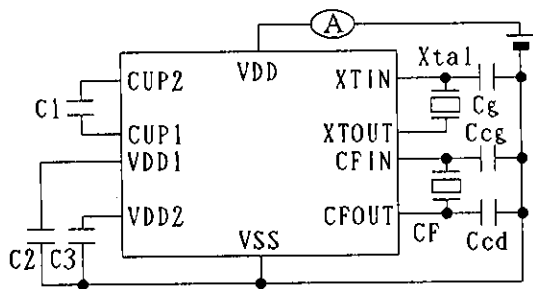 A
VDD
Xtal
CUP2
XTIN
C1
Cg
CUP1
XTOUT
Ccg
VDD1
CFIN
VDD2
CFOUT
CF
Ccd
C2
C3
VSS